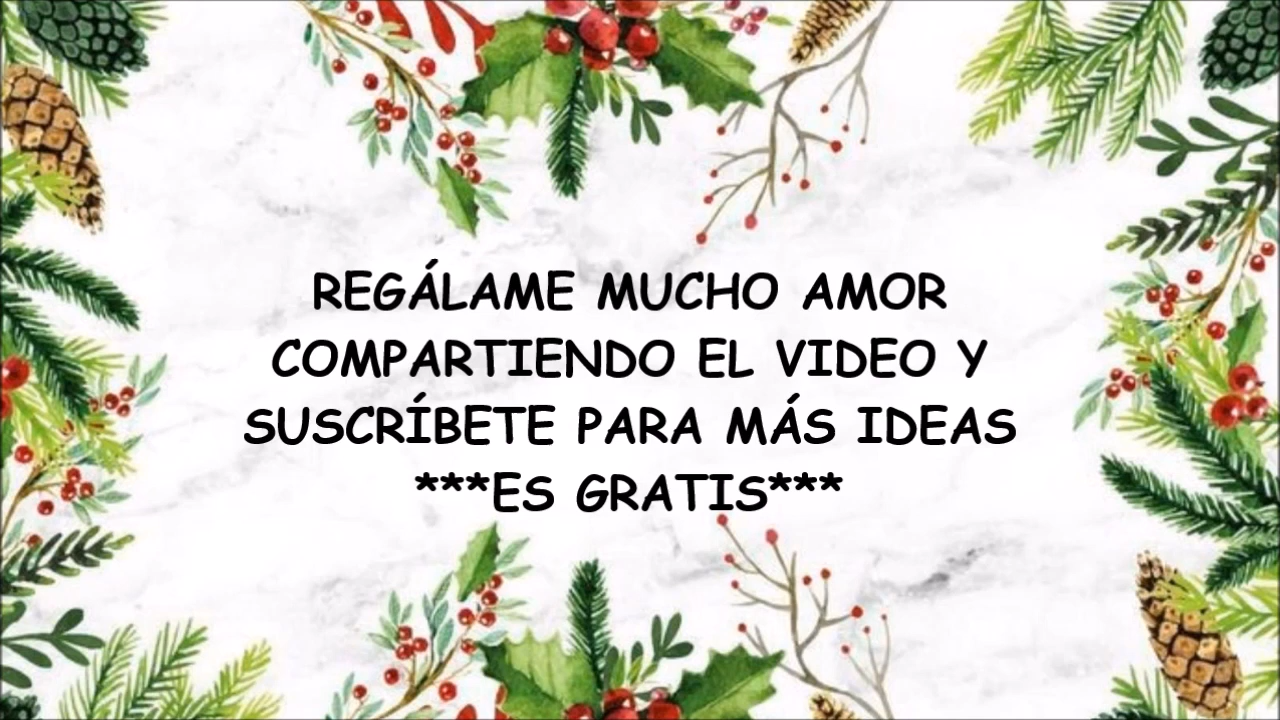 REGÁLAME MUCHO AMOR
COMPARTIENDO EL VIDEO Y
SUSCRÍBETE PARA MÁS IDEAS
***ES GRATIS***